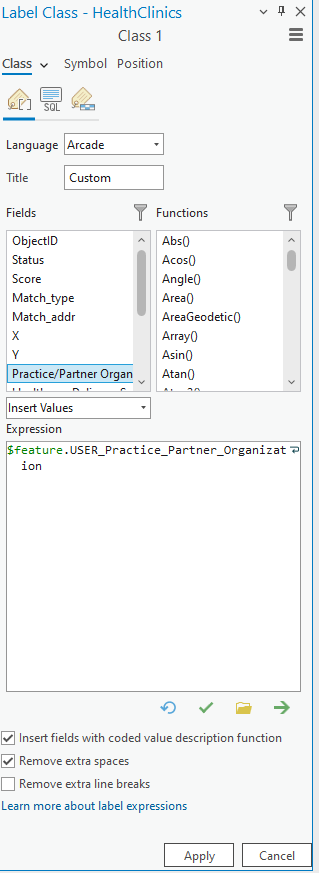 Label Class - HealthClinics
Class 1
Class Symbol Position
SQL
Language Arcade
Title Custom
Fields Functions
ObjectID Abs()
Status Acos()
Score Angle()
Match_type Area()
Match_addr AreaGeodetic()
X Array()
Y Asin()
Practice/Partner Organ Atan()
Insert Values
Expression
$feature.USER_Practice_Partner_Organizat
ion
Insert fields with coded value description function
Remove extra spaces
Remove extra line breaks
Learn more about label expressions
Apply Cancel